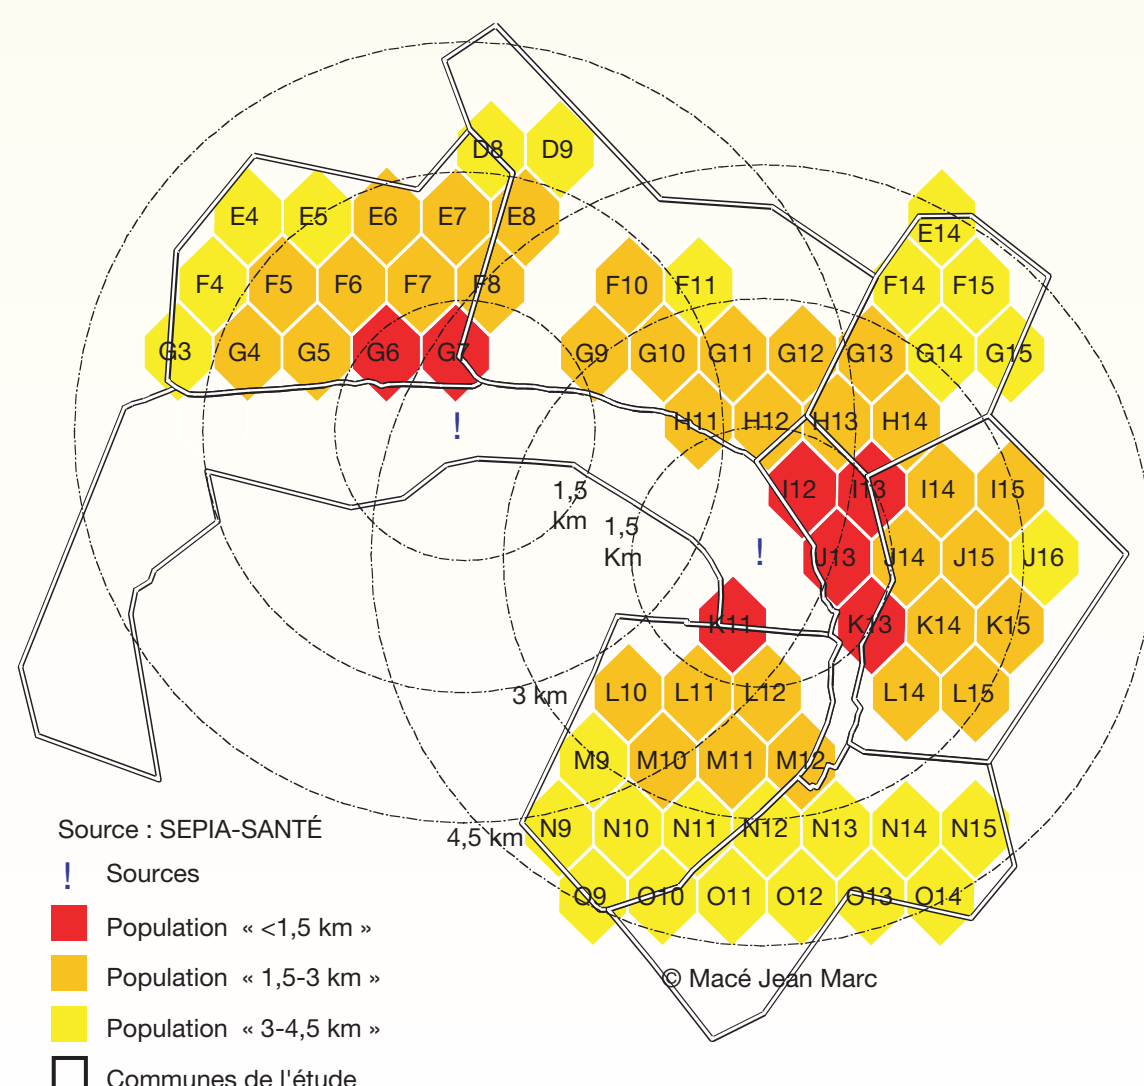 D8 D9
E4 E5 E6 E7 E8 E14
F4 F5 F6 F7 F8 F10 F11 F14 F15
G3 G4 G5 G6 G7 G9 G10 G11 G12 G13 G14 G15
H11 H12 H13 H14
!
I12 I13 I14 I15
1,5
km
1,5
Km
!
J13 J14 J15 J16
K11 K13 K14 K15
3 km
L10 L11 L12 L14 L15
M9 M10 M11 M12
4,5 km
N9 N10 N11 N12 N13 N14 N15
O9 O10 O11 O12 O13 O14
© Macé Jean Marc
Source : SEPIA-SANTÉ
! Sources
Population « <1,5 km »
Population « 1,5-3 km »
Population « 3-4,5 km »
Communes de l'étude